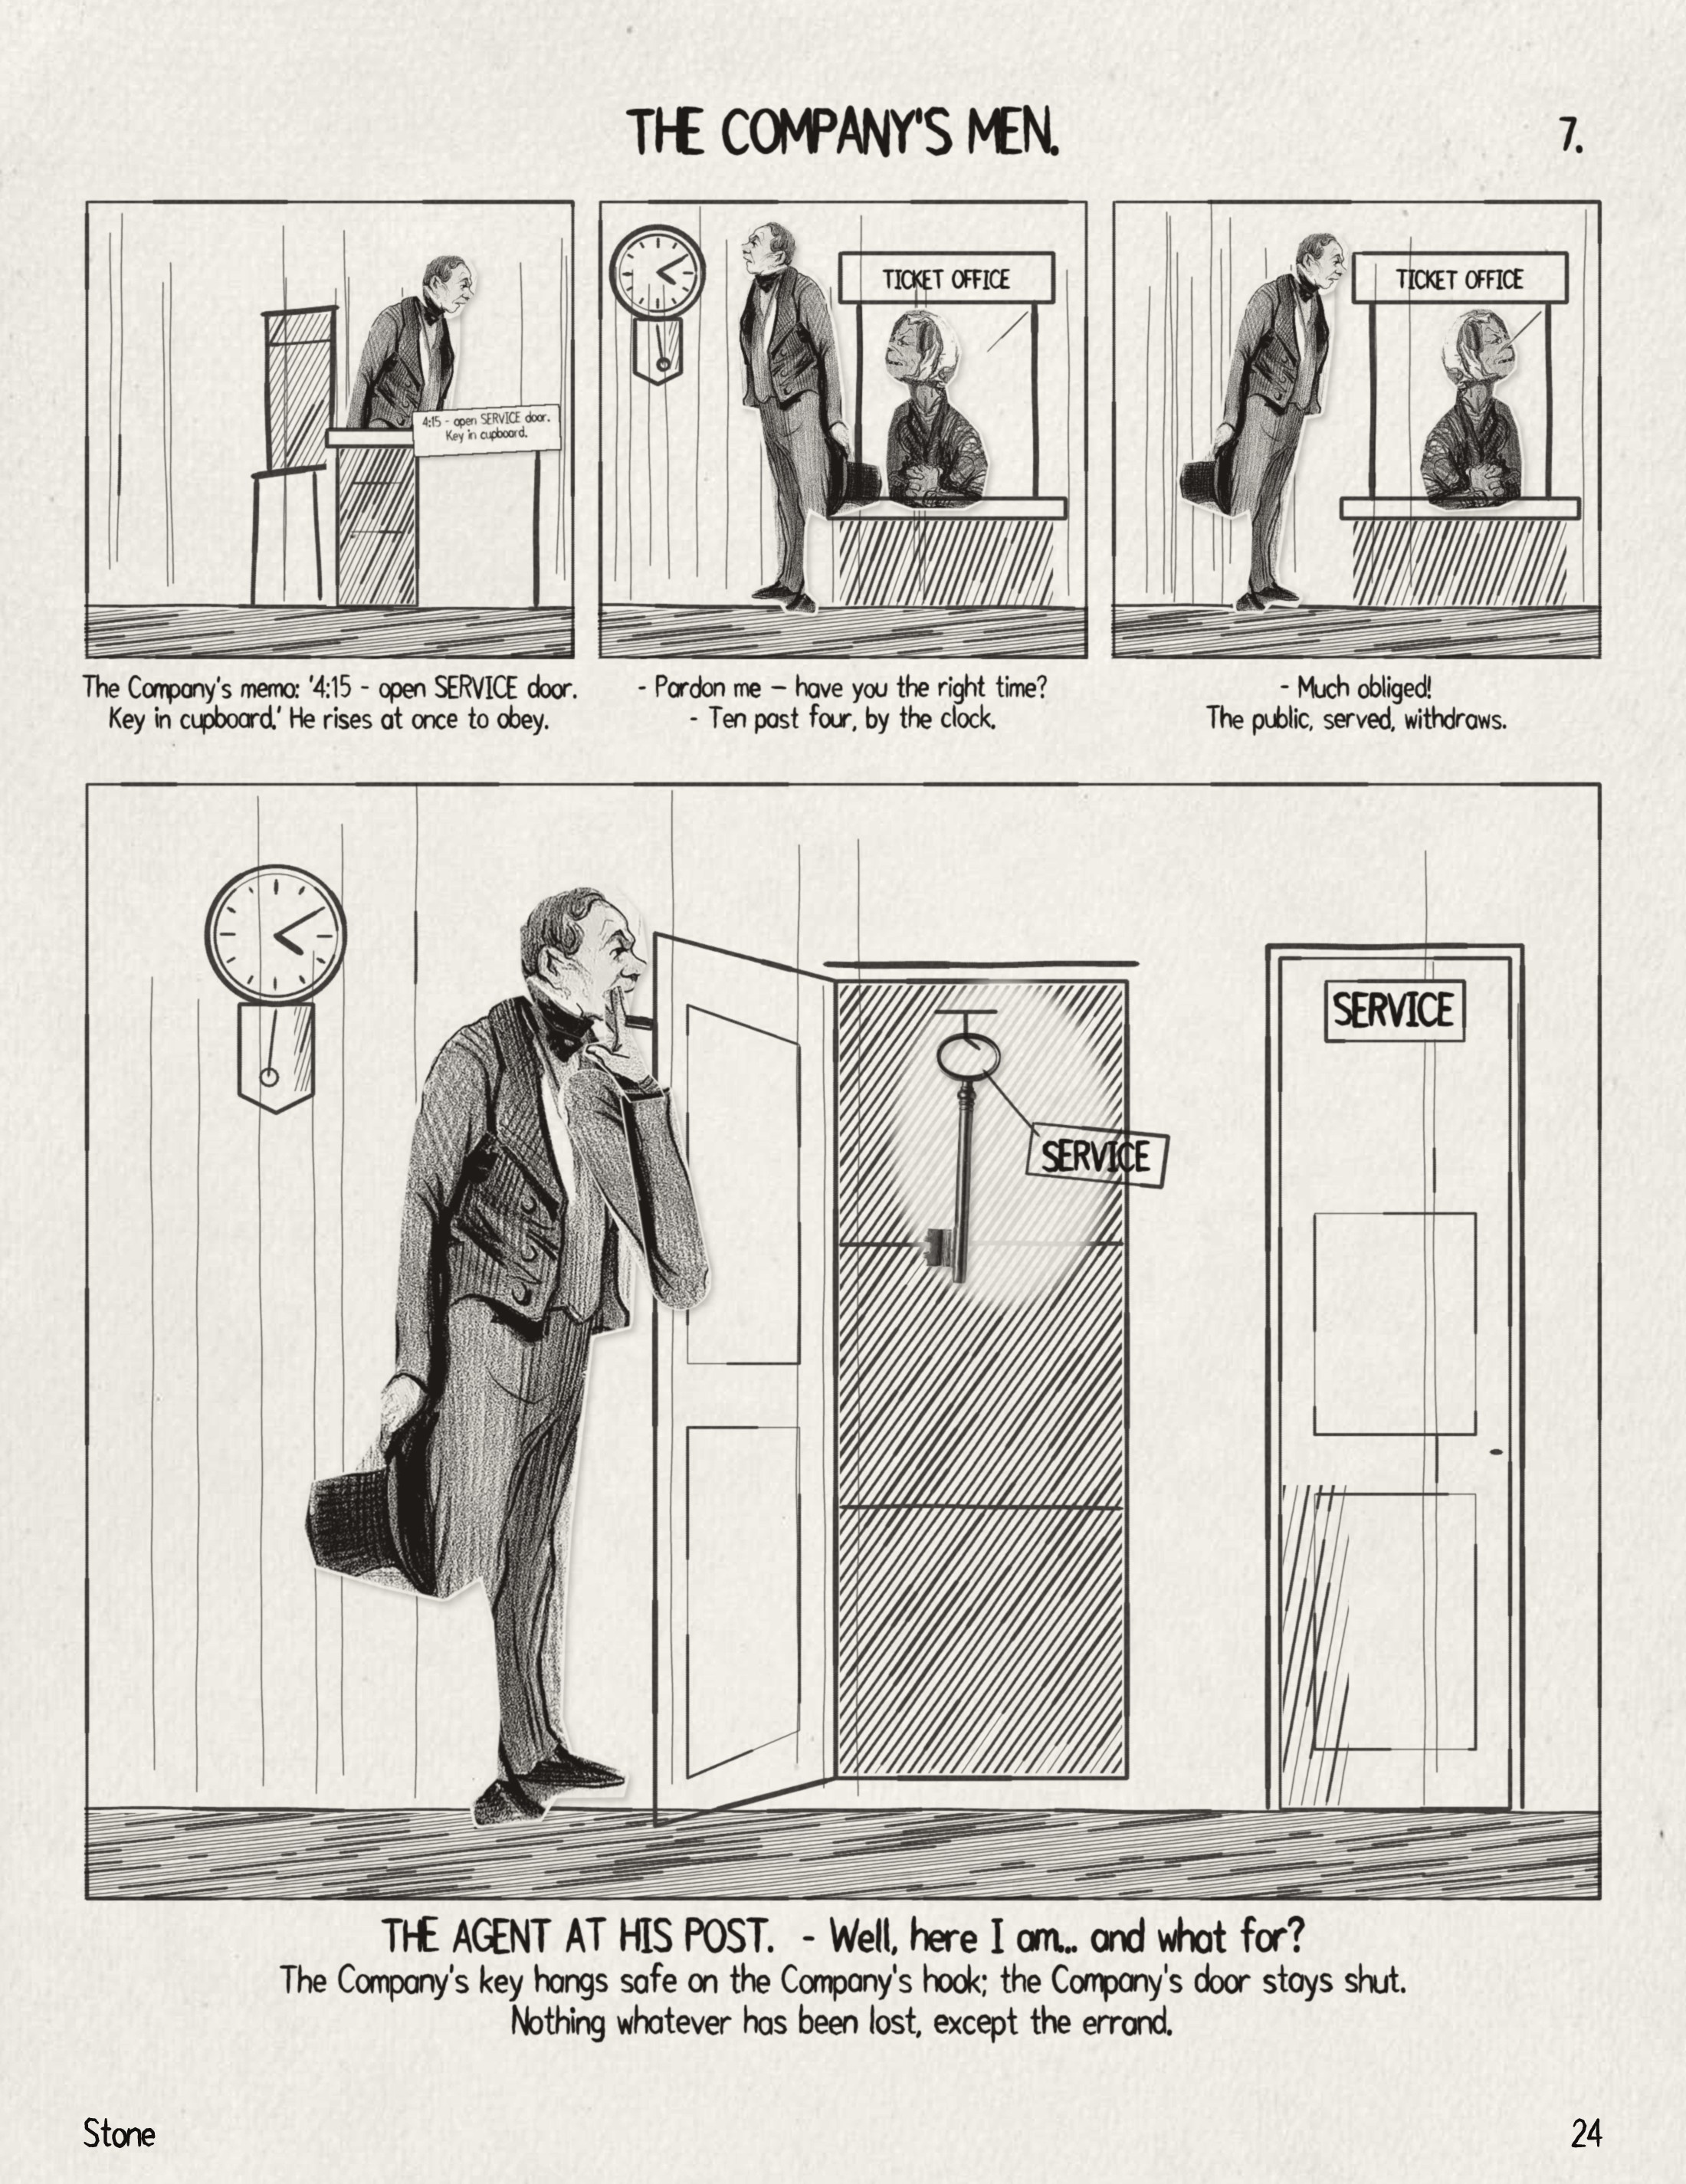 THE COMPANY'S MEN.
7.
4:15 - open SERVICE door.
Key in cupboard.
TICKET OFFICE
TICKET OFFICE
The Company's memo: '4:15 - open SERVICE door.
Key in cupboard.' He rises at once to obey.
- Pardon me – have you the right time?
- Ten past four, by the clock.
- Much obliged!
The public, served, withdraws.
SERVICE
SERVICE
THE AGENT AT HIS POST. - Well, here I am... and what for?
The Company's key hangs safe on the Company's hook; the Company's door stays shut.
Nothing whatever has been lost, except the errand.
Stone
24